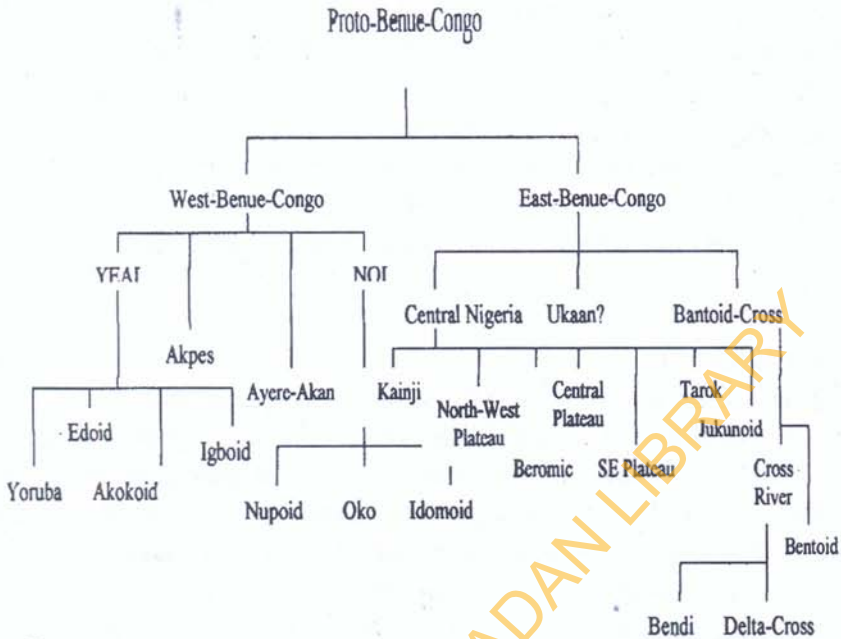 Proto-Benue-Congo
West-Benue-Congo
East-Benue-Congo
YEAI
NOI
Central Nigeria
Ukaan?
Bantoid-Cross
Akpes
Ayere-Akan
Kainji
North-West
Plateau
Central
Plateau
Tarok
Jukunoid
Edoid
Igboid
Beromic
SE Plateau
Cross
River
Yoruba
Akokoid
Nupoid
Oko
Idomoid
Bentoid
Bendi
Delta-Cross
ADAN LIBRARY